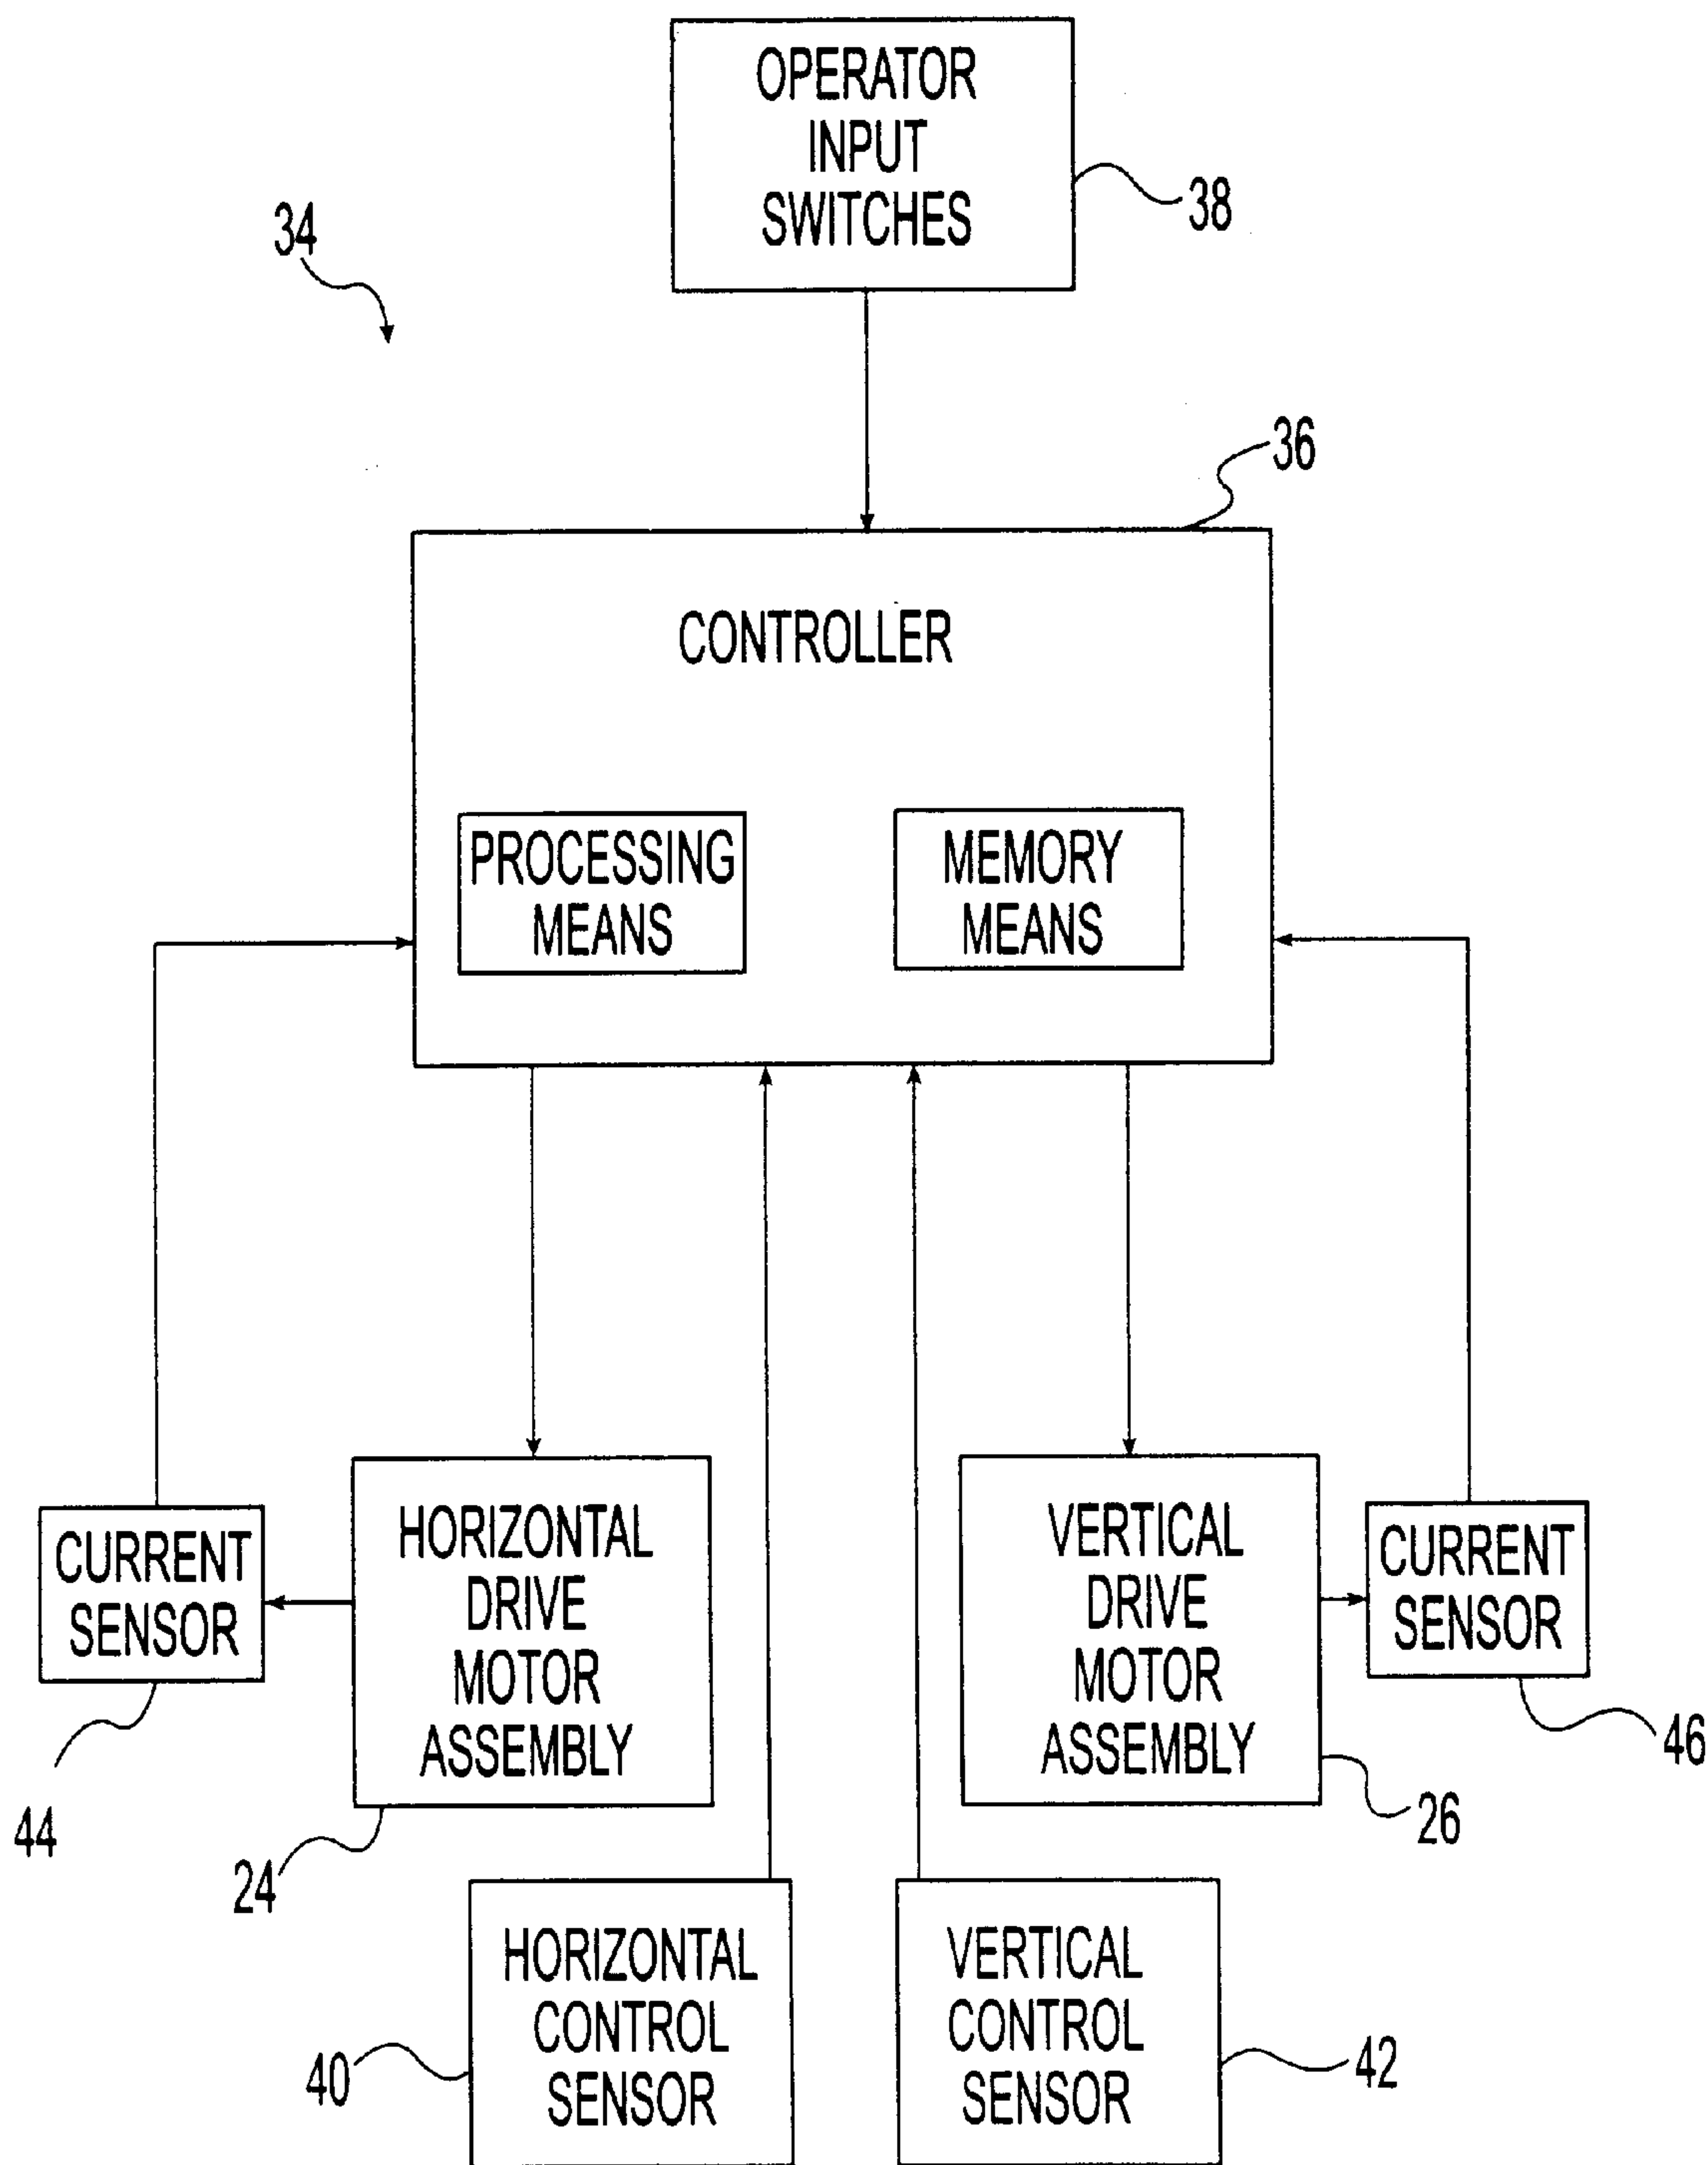 OPERATOR
INPUT
SWITCHES
38
34
36
CONTROLLER
PROCESSING
MEANS
MEMORY
MEANS
CURRENT
SENSOR
HORIZONTAL
DRIVE
MOTOR
ASSEMBLY
VERTICAL
DRIVE
MOTOR
ASSEMBLY
CURRENT
SENSOR
44
24
26
46
HORIZONTAL
CONTROL
SENSOR
40
VERTICAL
CONTROL
SENSOR
42